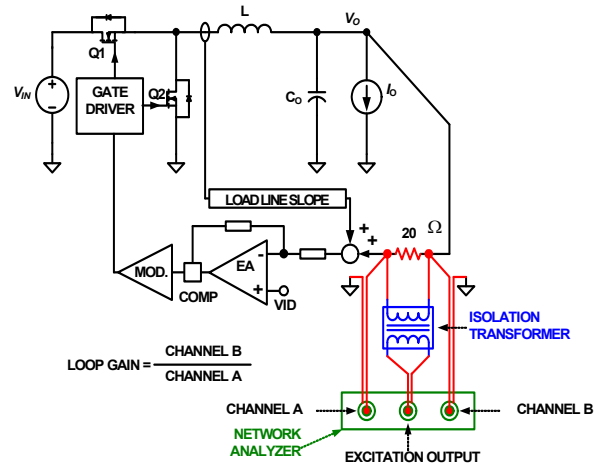 L
VO
Q1
VIN
GATE
DRIVER
Q2
CO
IO
LOAD LINE SLOPE
20 Ω
+
+
MOD.
COMP
EA
-
+
VID
ISOLATION
TRANSFORMER
LOOP GAIN = CHANNEL B
CHANNEL A
CHANNEL A
CHANNEL B
NETWORK
ANALYZER
EXCITATION OUTPUT